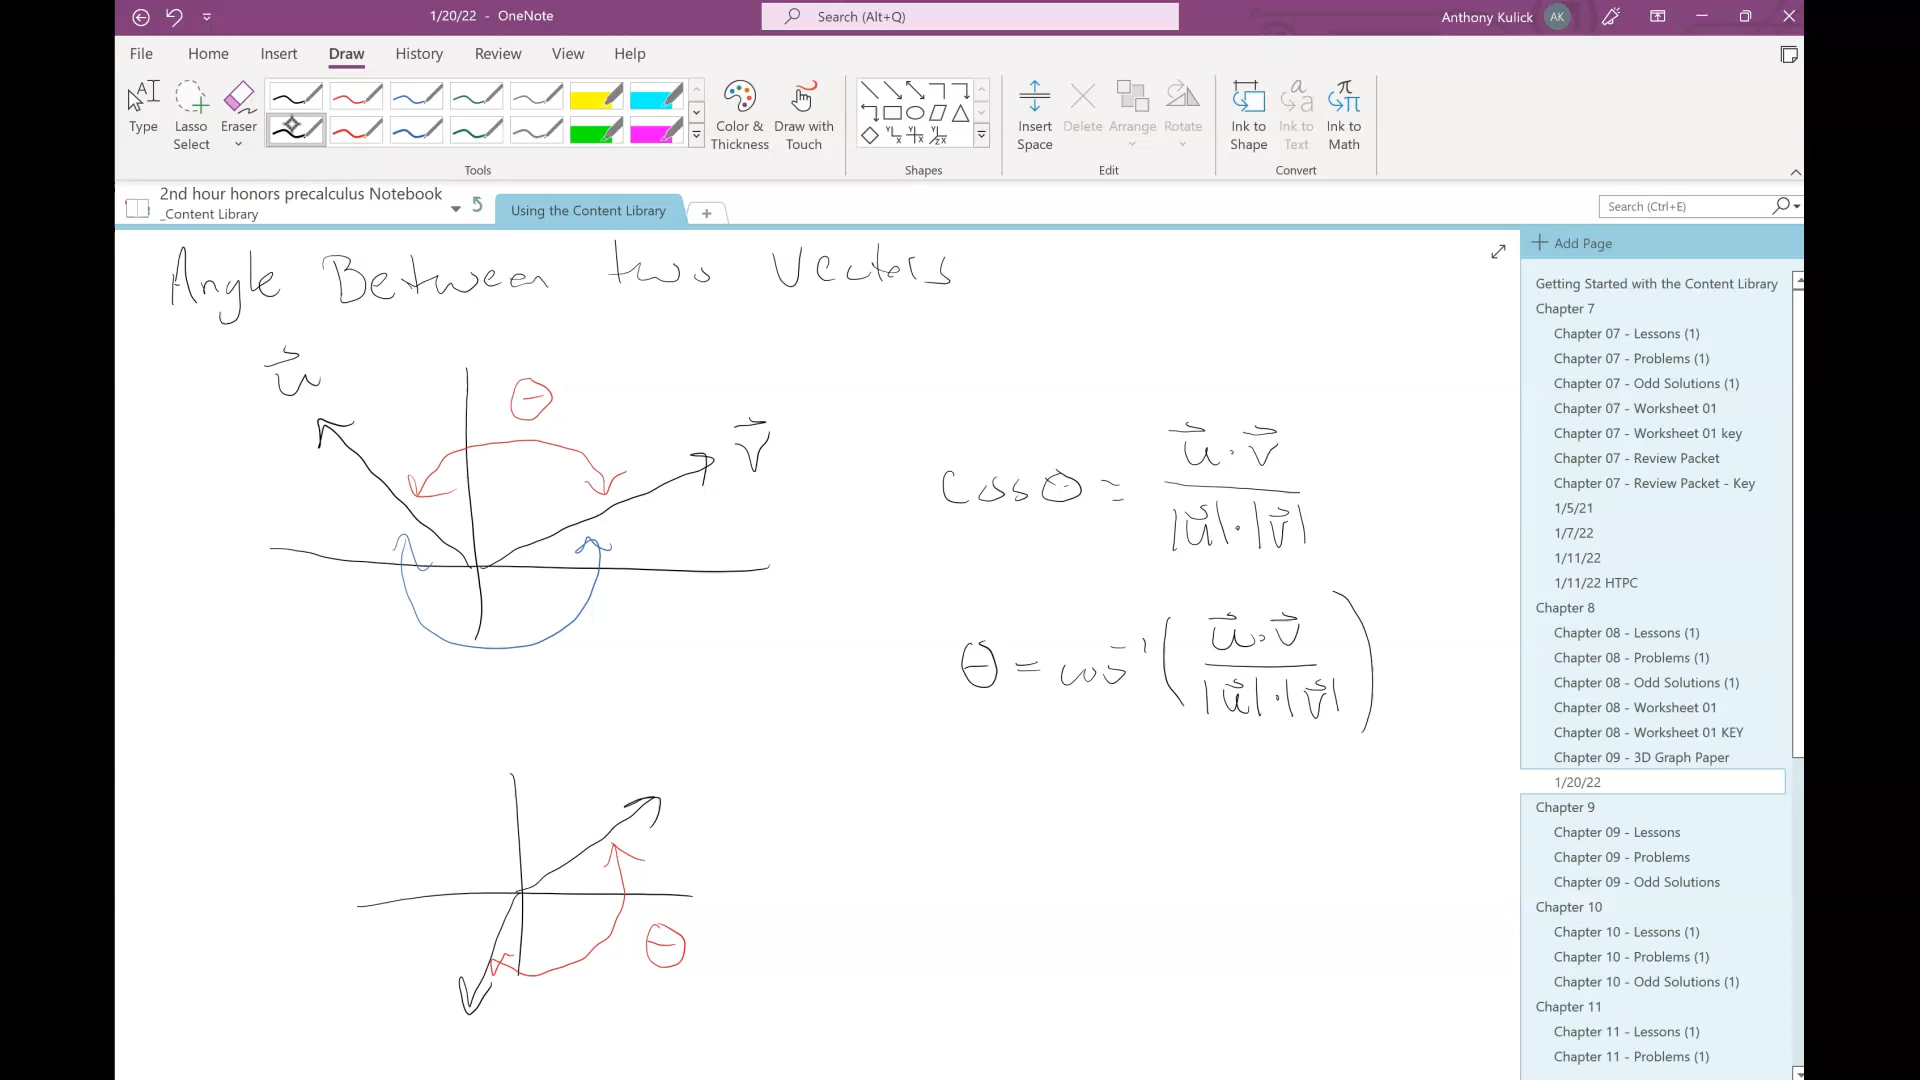 1/20/22 - OneNote
Search (Alt+Q)
Anthony Kulick
AK
File Home Insert Draw History Review View Help
Type
Lasso Select
Eraser
Color & Thickness
Draw with Touch
Insert Space
Delete
Arrange
Rotate
Ink to Shape
Ink to Text
Ink to Math
Tools
Shapes
Edit
Convert
2nd hour honors precalculus Notebook
_Content Library
Using the Content Library
Search (Ctrl+E)
Angle Between two Vectors
u⃗
θ
v⃗
cos θ = u⃗ · v⃗ / |u⃗| · |v⃗|
θ = cos⁻¹ ( u⃗ · v⃗ / |u⃗| · |v⃗| )
θ
Add Page
Getting Started with the Content Library
Chapter 7
Chapter 07 - Lessons (1)
Chapter 07 - Problems (1)
Chapter 07 - Odd Solutions (1)
Chapter 07 - Worksheet 01
Chapter 07 - Worksheet 01 key
Chapter 07 - Review Packet
Chapter 07 - Review Packet - Key
1/5/21
1/7/22
1/11/22
1/11/22 HTPC
Chapter 8
Chapter 08 - Lessons (1)
Chapter 08 - Problems (1)
Chapter 08 - Odd Solutions (1)
Chapter 08 - Worksheet 01
Chapter 08 - Worksheet 01 KEY
Chapter 09 - 3D Graph Paper
1/20/22
Chapter 9
Chapter 09 - Lessons
Chapter 09 - Problems
Chapter 09 - Odd Solutions
Chapter 10
Chapter 10 - Lessons (1)
Chapter 10 - Problems (1)
Chapter 10 - Odd Solutions (1)
Chapter 11
Chapter 11 - Lessons (1)
Chapter 11 - Problems (1)